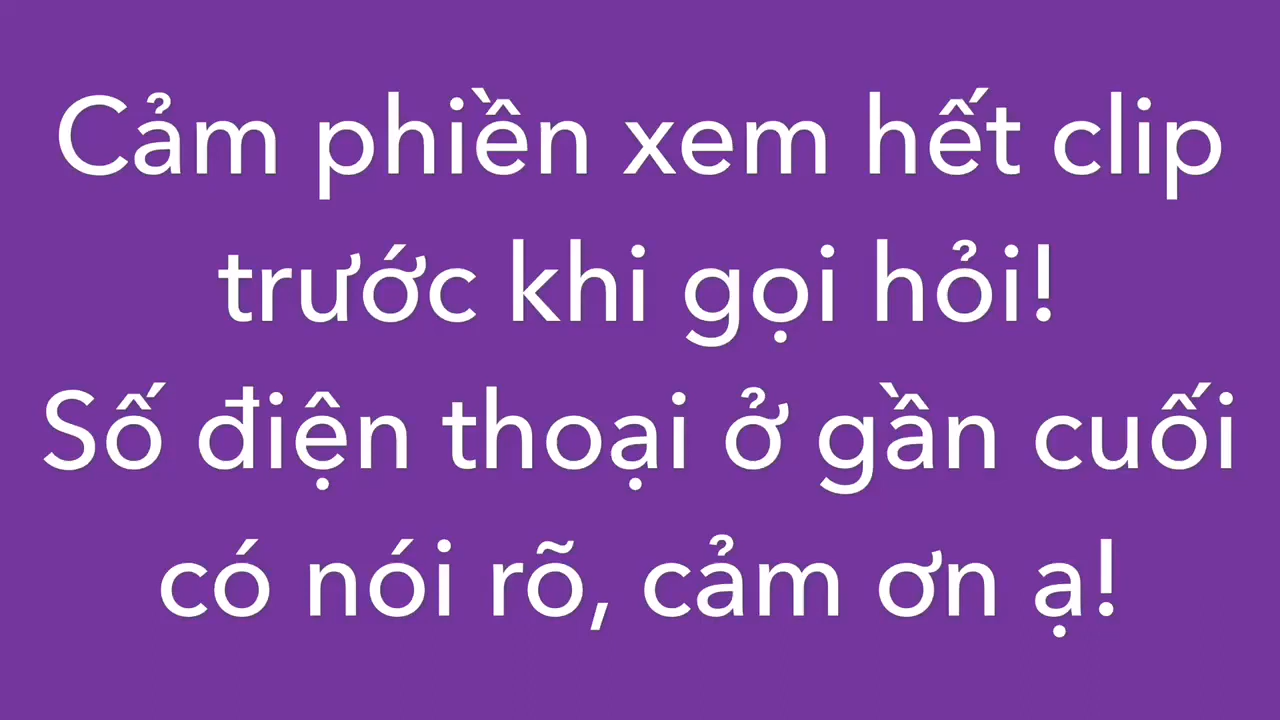 Cảm phiền xem hết clip
trước khi gọi hỏi!
Số điện thoại ở gần cuối
có nói rõ, cảm ơn ạ!